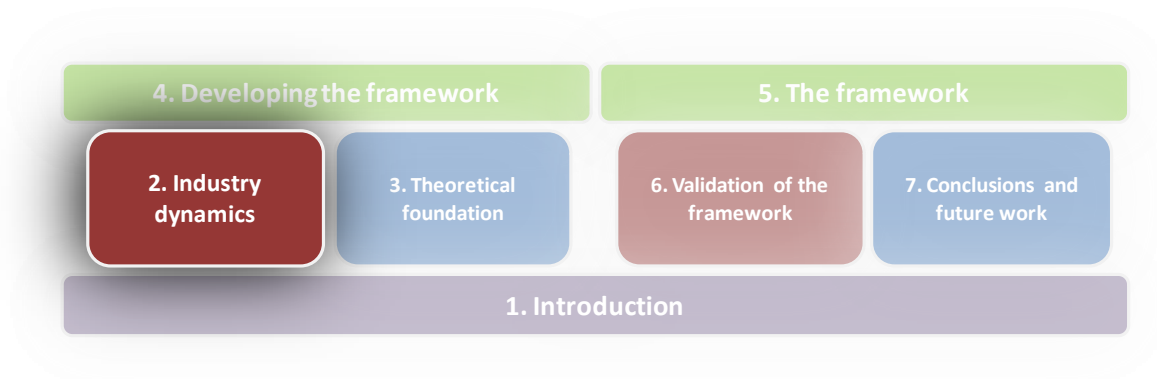 4. Developing the framework
5. The framework
2. Industry
dynamics
3. Theoretical
foundation
6. Validation of the
framework
7. Conclusions and
future work
1. Introduction